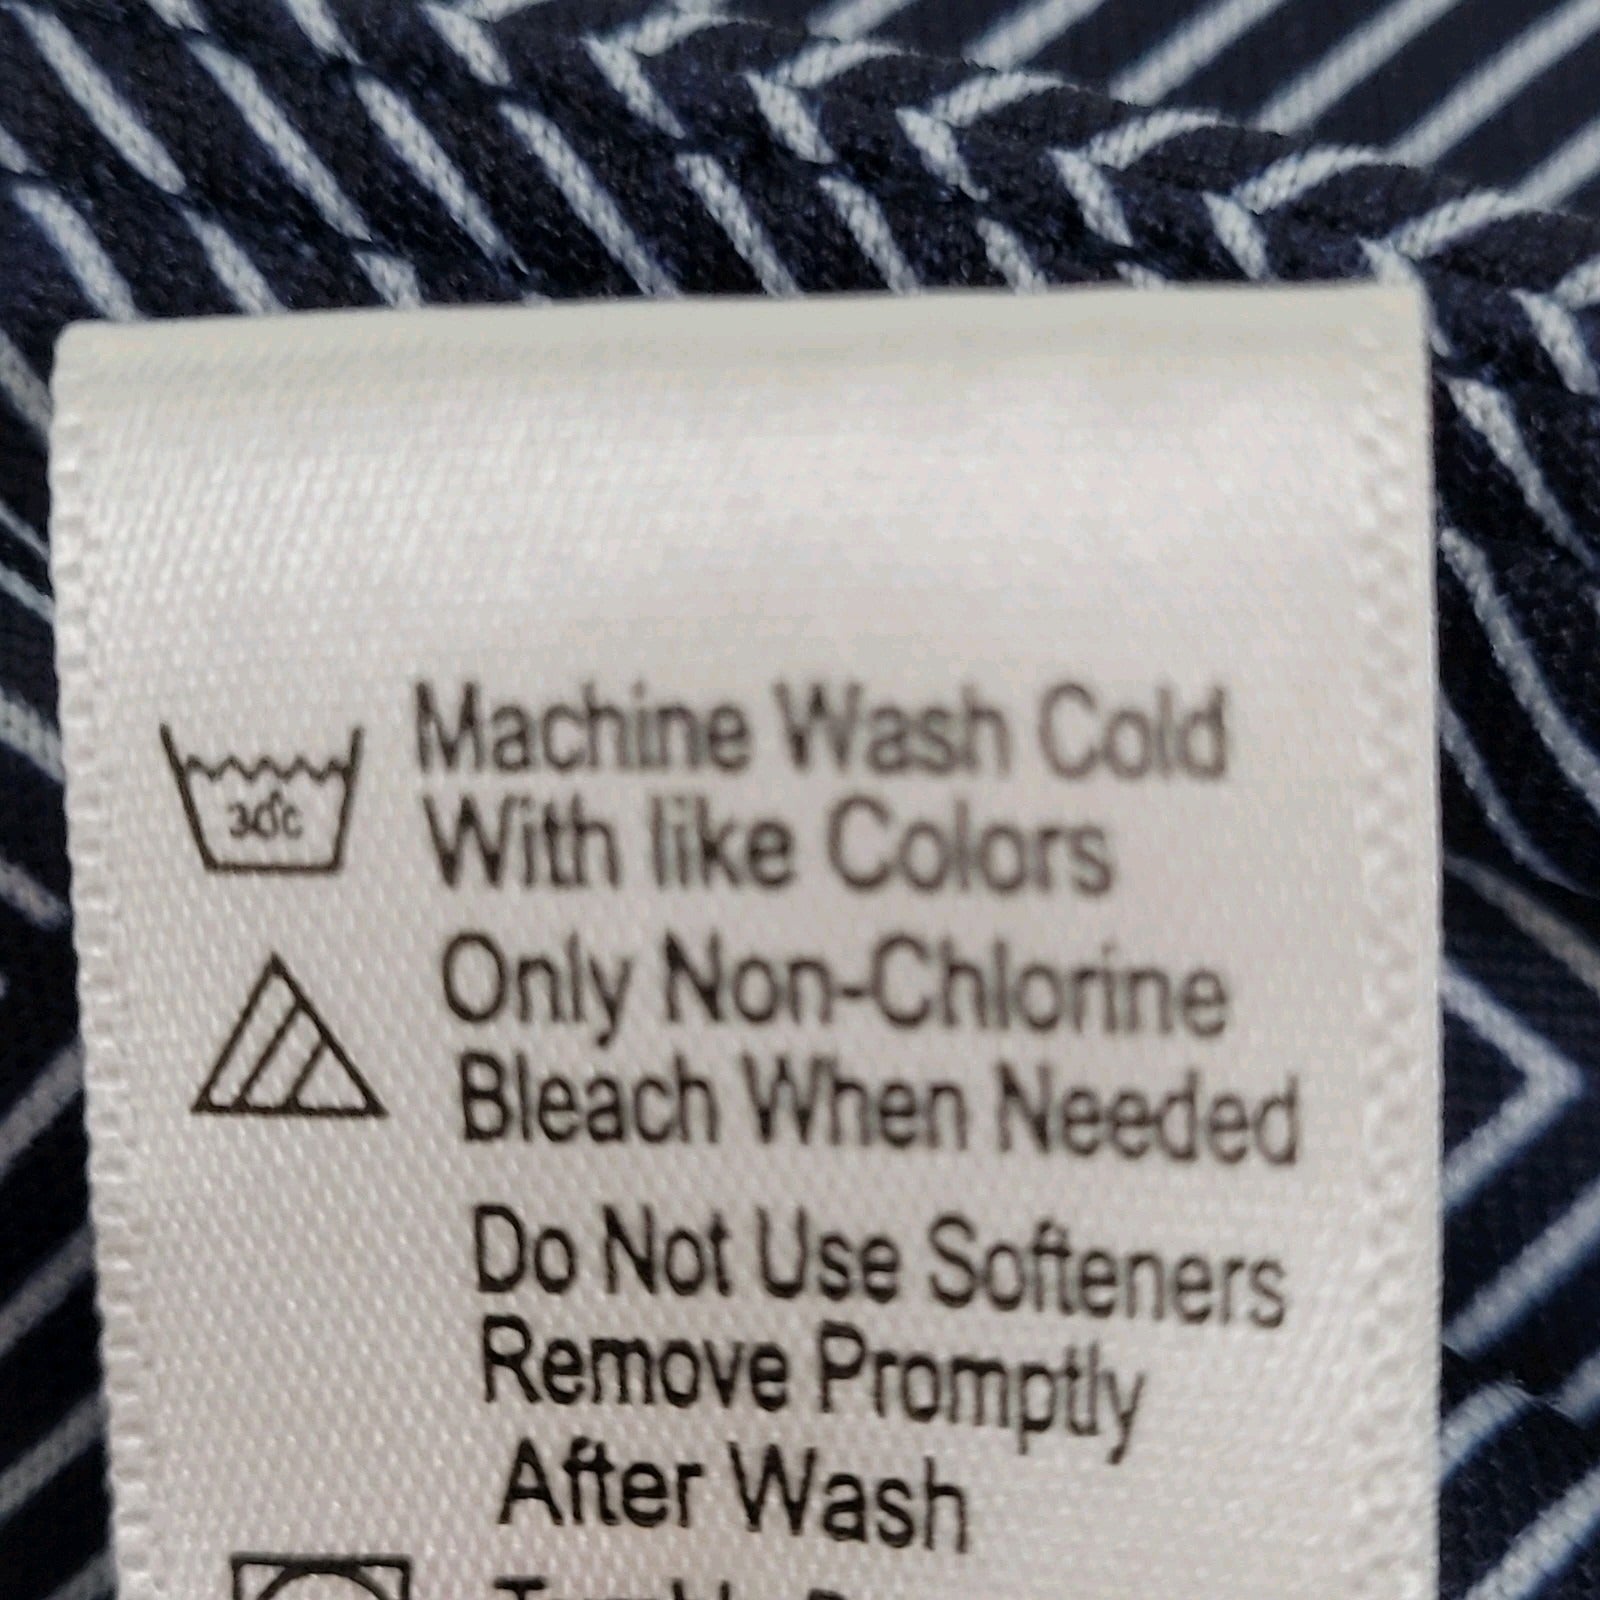 Machine Wash Cold
30°c
With like Colors
Only Non-Chlorine
Bleach When Needed
Do Not Use Softeners
Remove Promptly
After Wash